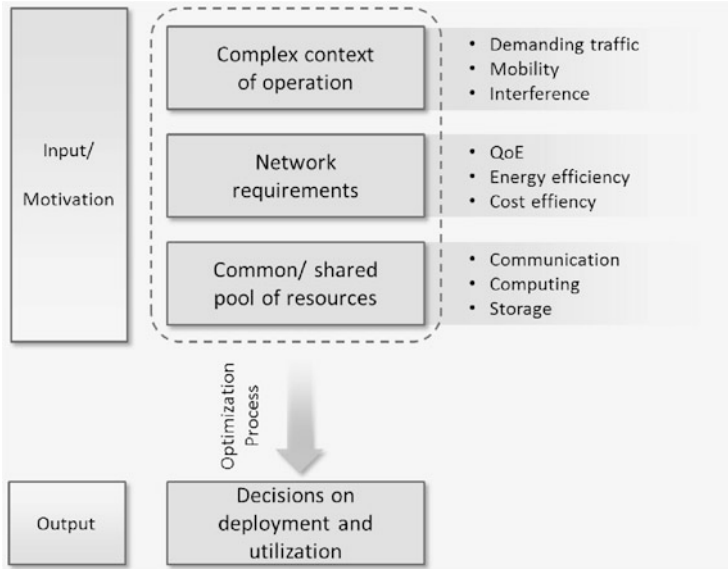 Input/
Motivation
Complex context
of operation
• Demanding traffic
• Mobility
• Interference
Network
requirements
• QoE
• Energy efficiency
• Cost effiency
Common/ shared
pool of resources
• Communication
• Computing
• Storage
Optimization
Process
Output
Decisions on
deployment and
utilization